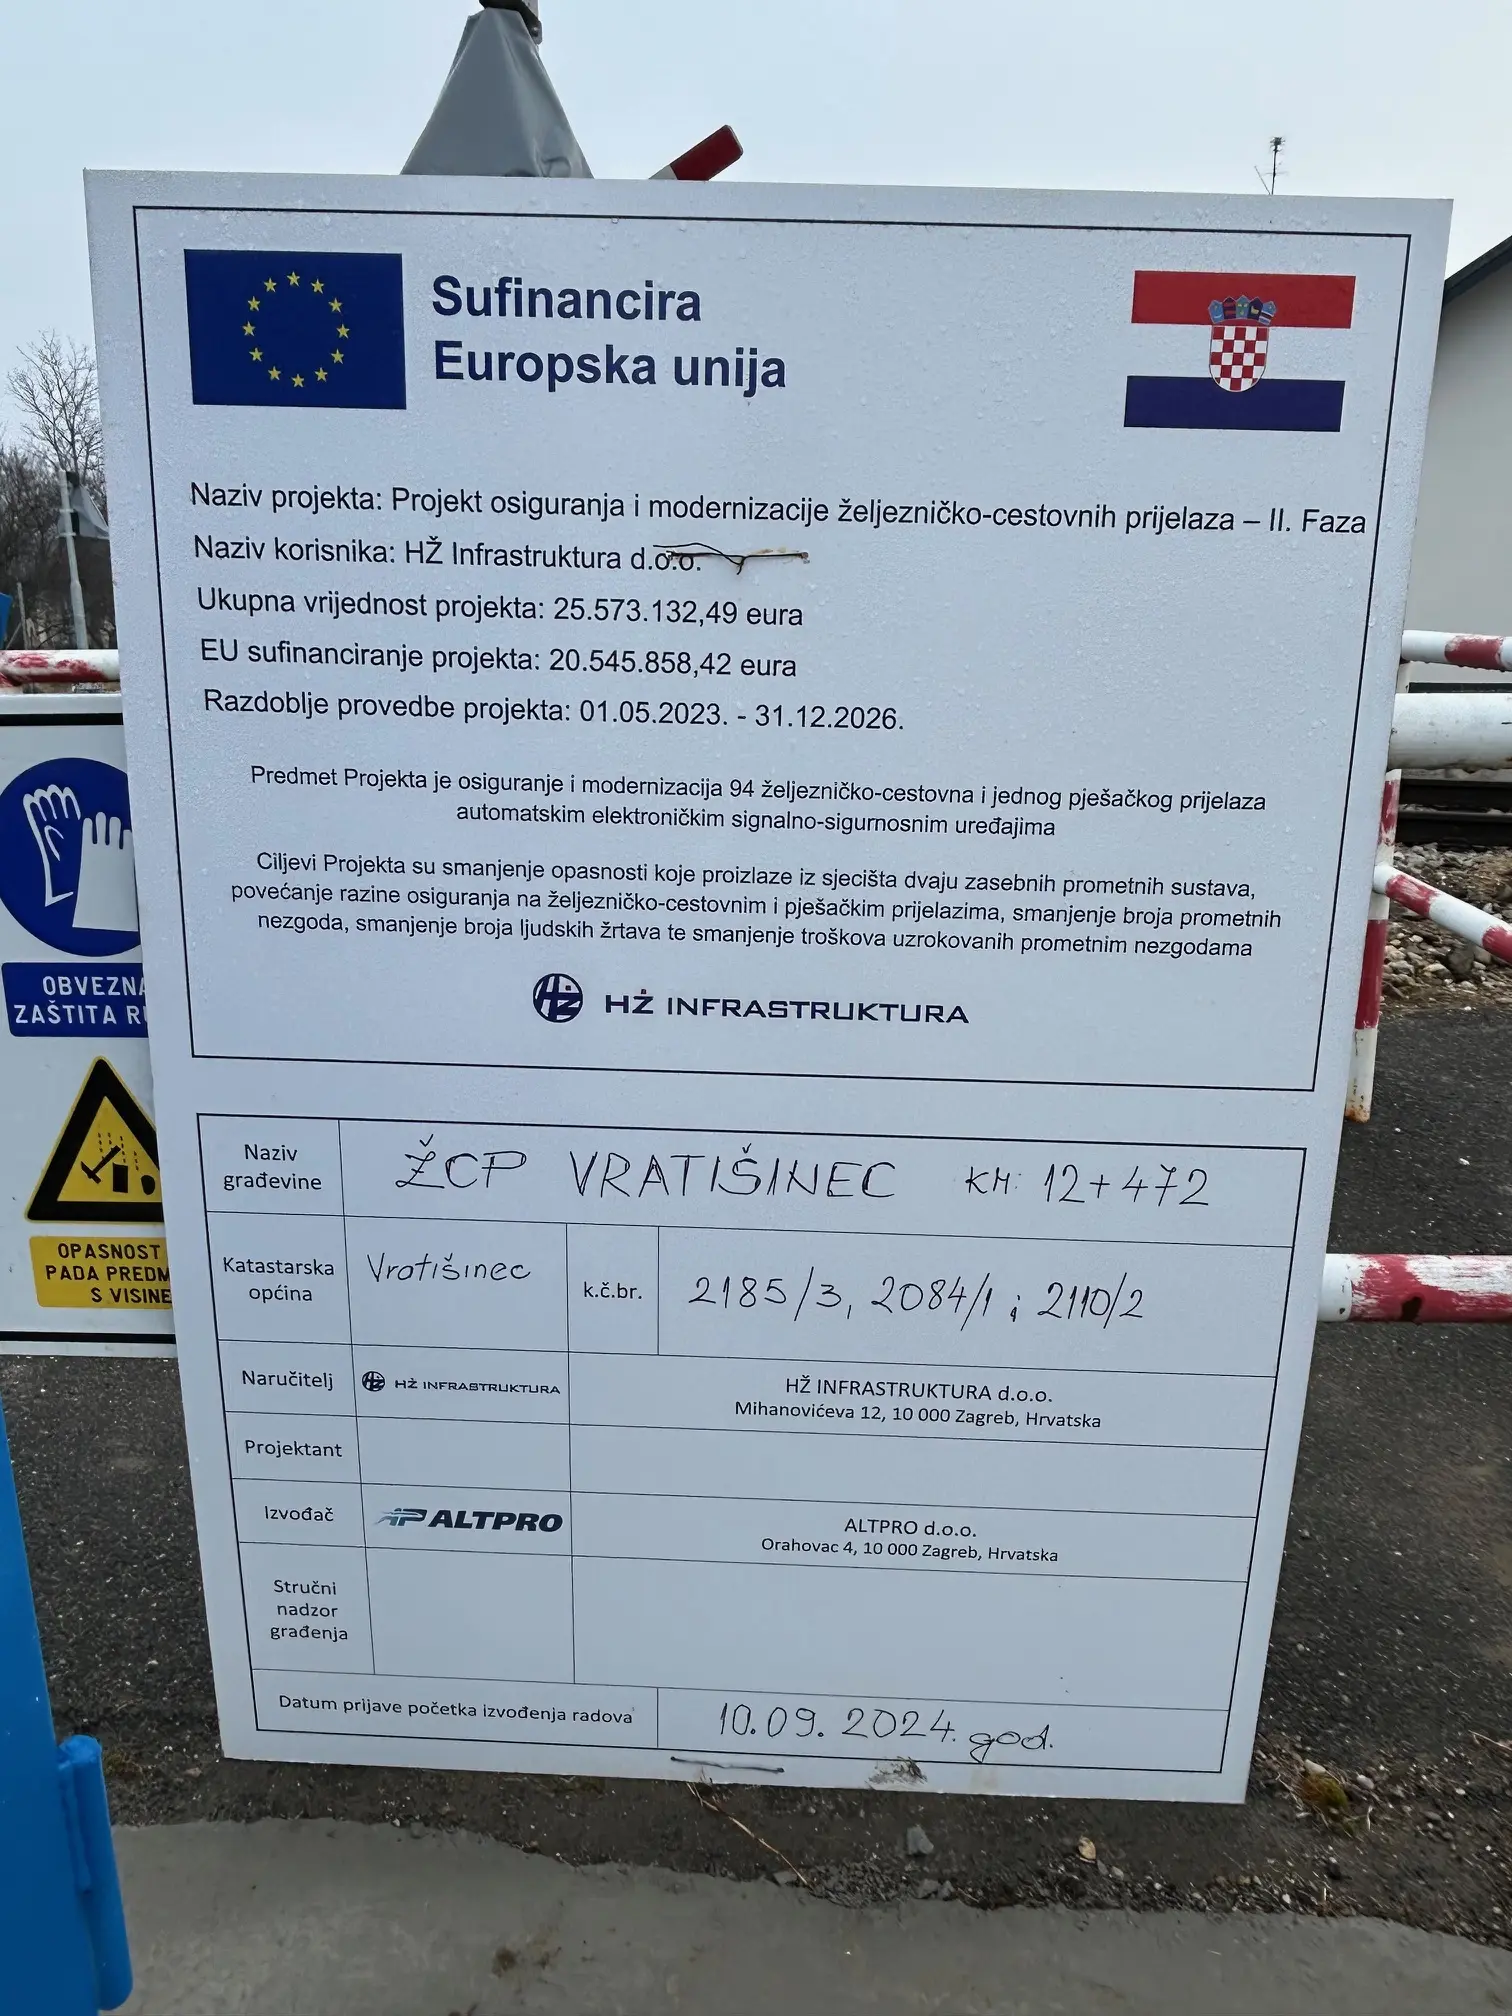 Sufinancira
Europska unija
Naziv projekta: Projekt osiguranja i modernizacije željezničko-cestovnih prijelaza – II. Faza
Naziv korisnika: HŽ Infrastruktura d.o.o.
Ukupna vrijednost projekta: 25.573.132,49 eura
EU sufinanciranje projekta: 20.545.858,42 eura
Razdoblje provedbe projekta: 01.05.2023. - 31.12.2026.
Predmet Projekta je osiguranje i modernizacija 94 željezničko-cestovna i jednog pješačkog prijelaza
automatskim elektroničkim signalno-sigurnosnim uređajima
Ciljevi Projekta su smanjenje opasnosti koje proizlaze iz sjecišta dvaju zasebnih prometnih sustava,
povećanje razine osiguranja na željezničko-cestovnim i pješačkim prijelazima, smanjenje broja prometnih
nezgoda, smanjenje broja ljudskih žrtava te smanjenje troškova uzrokovanih prometnim nezgodama
HŽ HŽ INFRASTRUKTURA
Naziv
građevine
ŽCP VRATIŠINEC KM: 12+472
Katastarska
općina
Vratišinec
k.č.br.
2185/3, 2084/1 i 2110/2
Naručitelj
HŽ HŽ INFRASTRUKTURA
HŽ INFRASTRUKTURA d.o.o.
Mihanovićeva 12, 10 000 Zagreb, Hrvatska
Projektant
Izvođač
AP ALTPRO
ALTPRO d.o.o.
Orahovac 4, 10 000 Zagreb, Hrvatska
Stručni
nadzor
građenja
Datum prijave početka izvođenja radova
10.09.2024. god.
OBVEZNA
ZAŠTITA R
OPASNOST
PADA PREDM
S VISINE